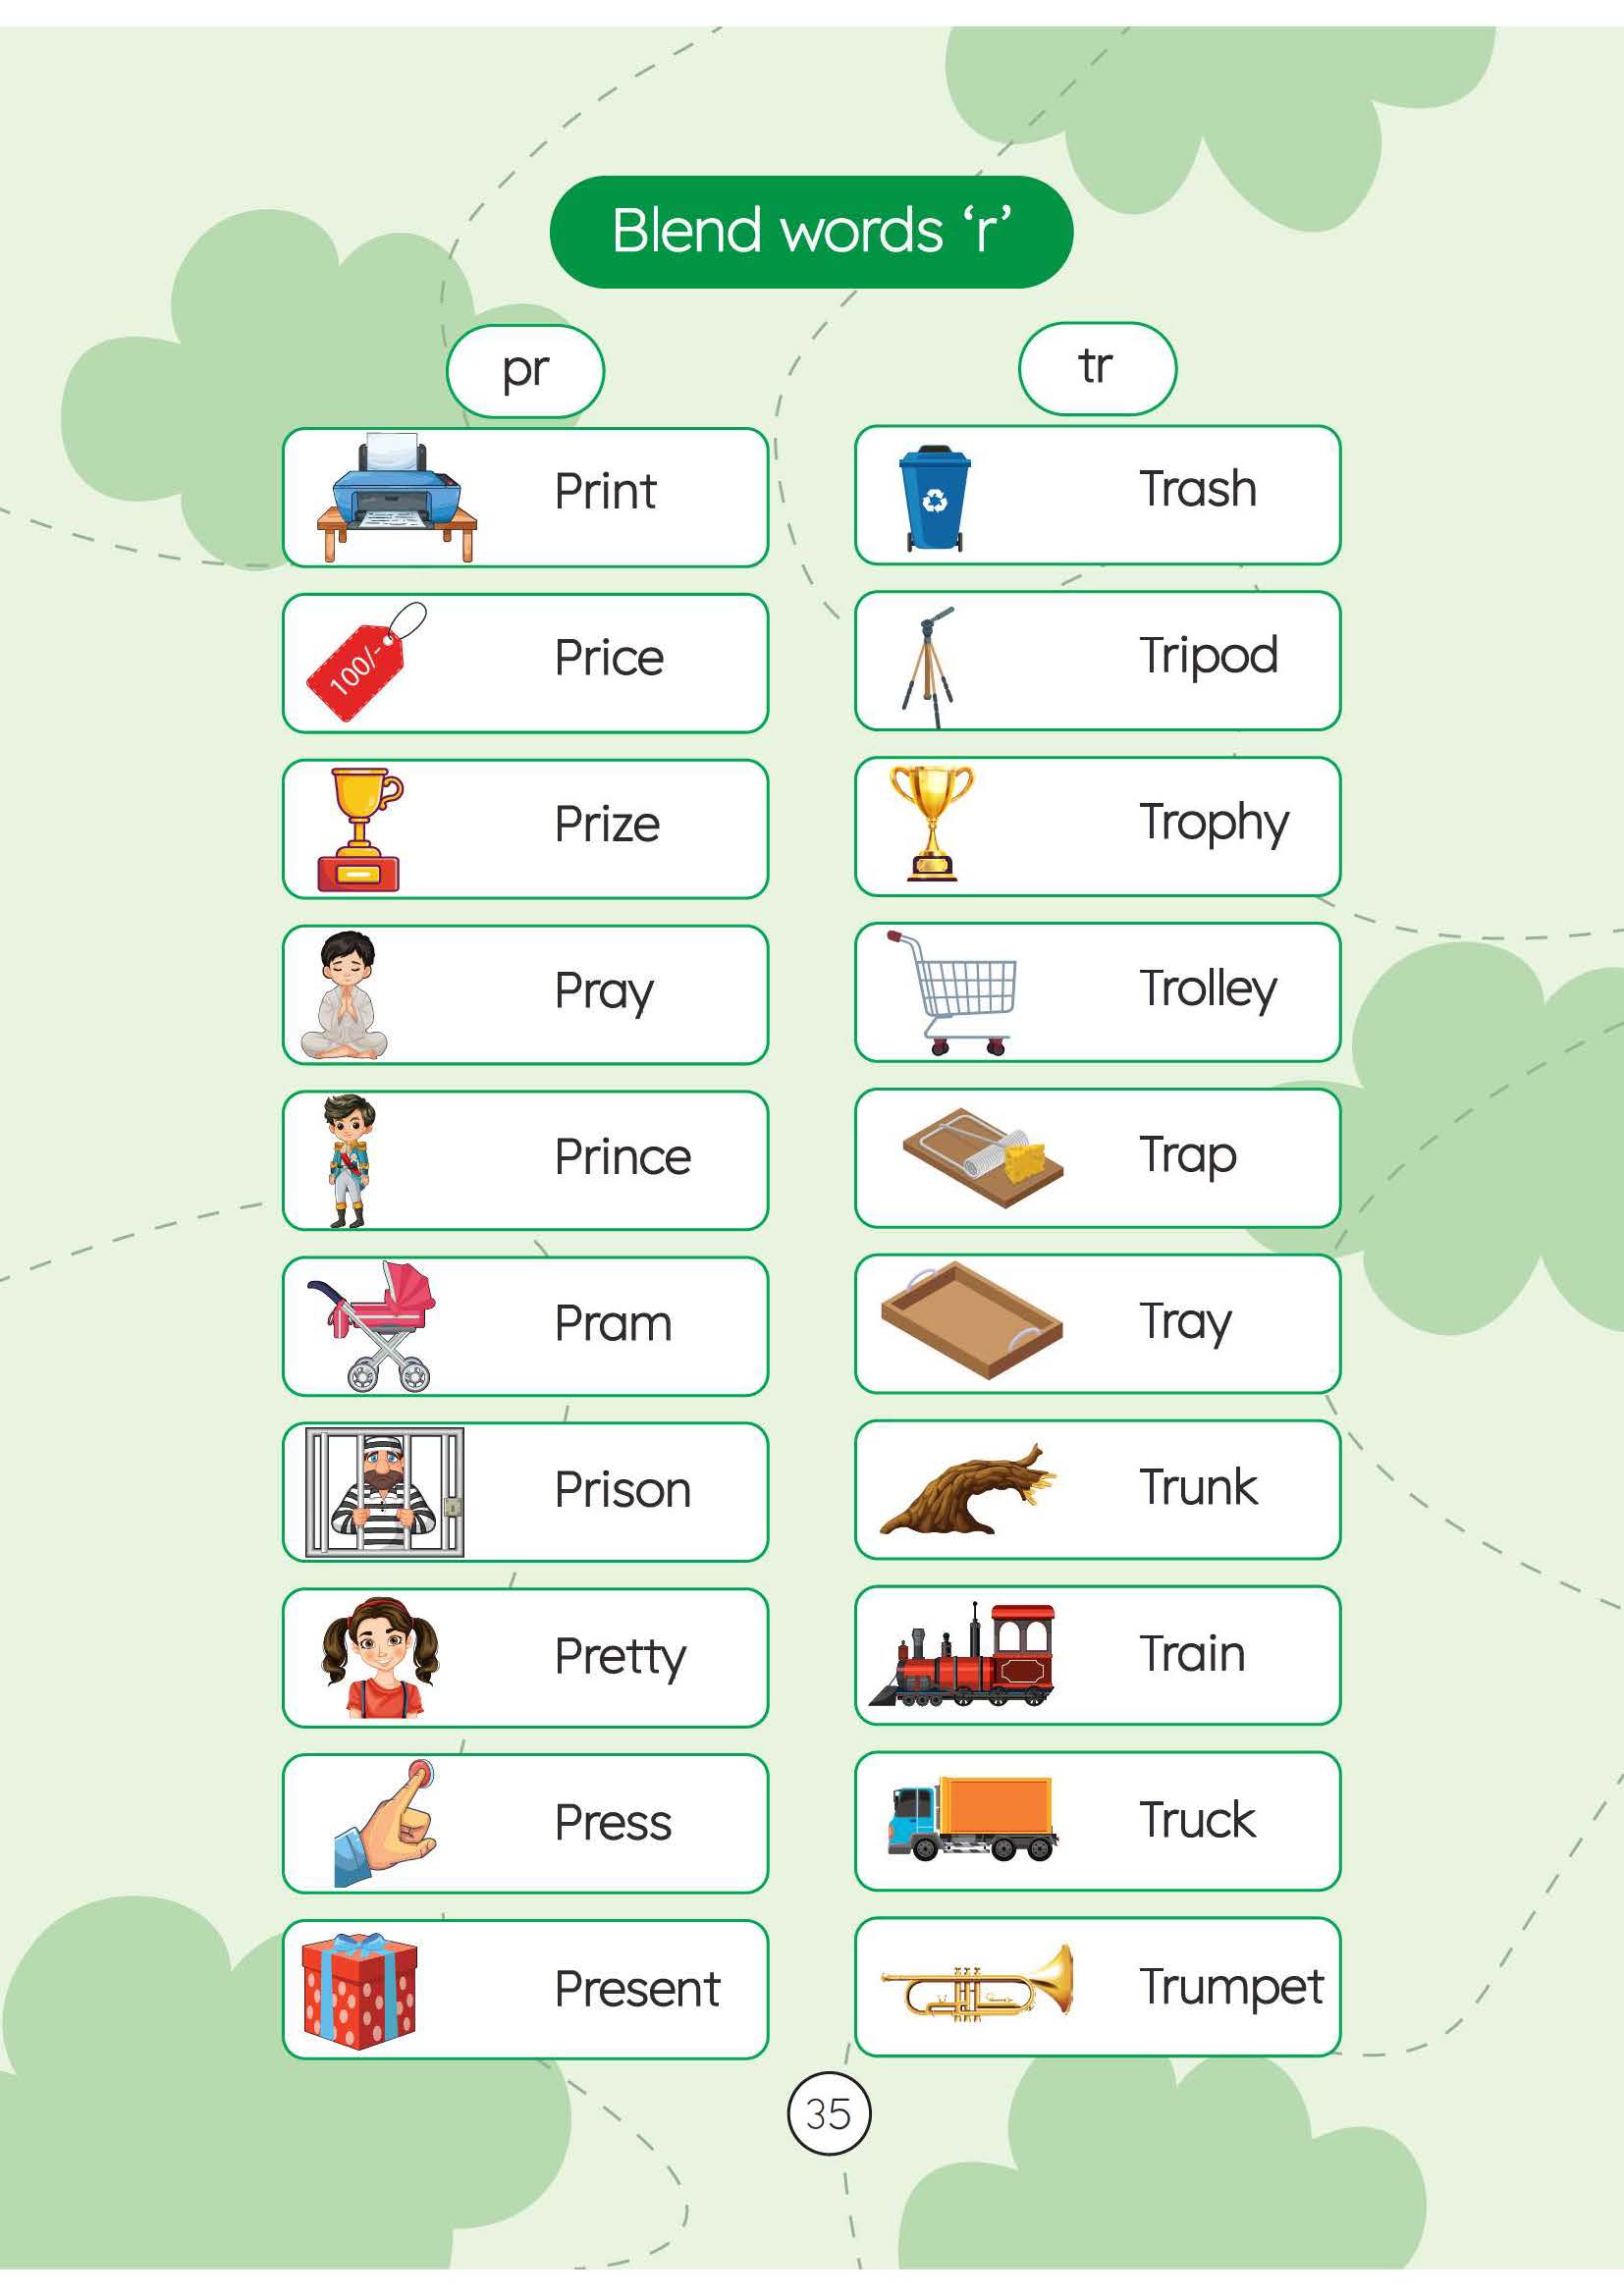 Blend words ‘r’
pr
Print
100/-
Price
Prize
Pray
Prince
Pram
Prison
Pretty
Press
Present
tr
Trash
Tripod
Trophy
Trolley
Trap
Tray
Trunk
Train
Truck
Trumpet
35